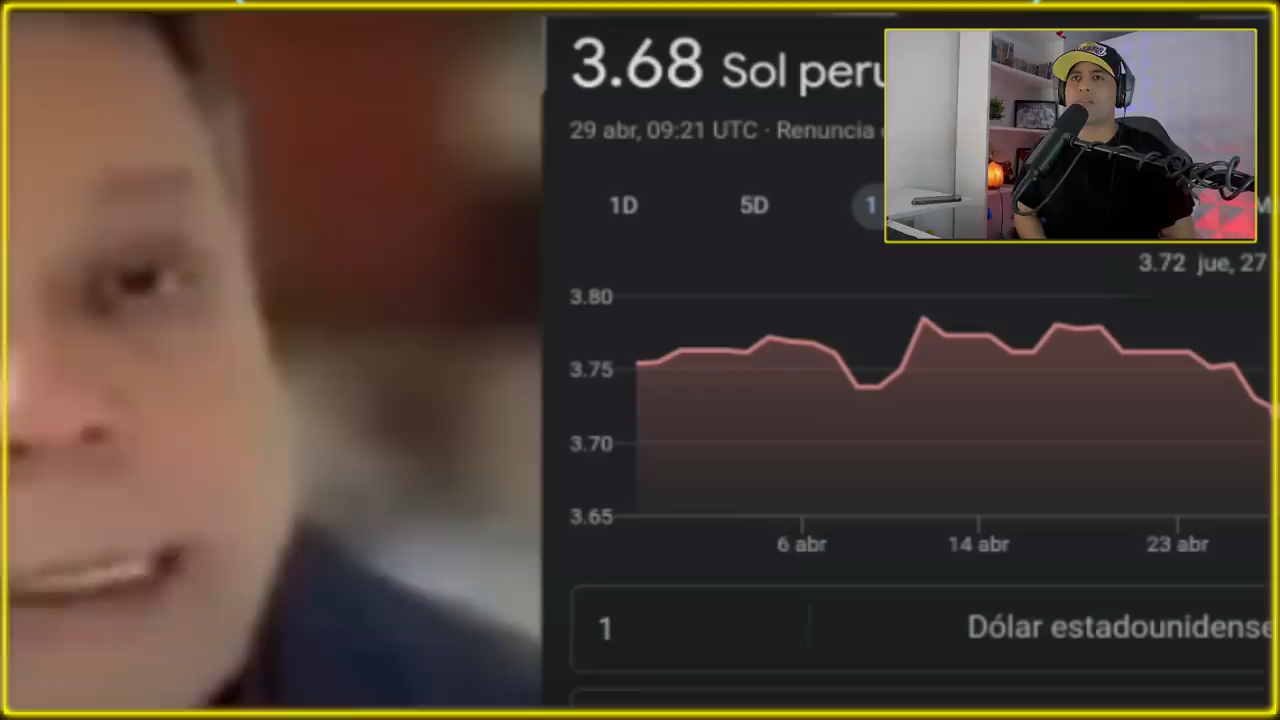 3.68 Sol peru
29 abr, 09:21 UTC · Renuncia
1D 5D 1
3.72 jue, 27
3.80
3.75
3.70
3.65
6 abr 14 abr 23 abr
1 Dólar estadounidense